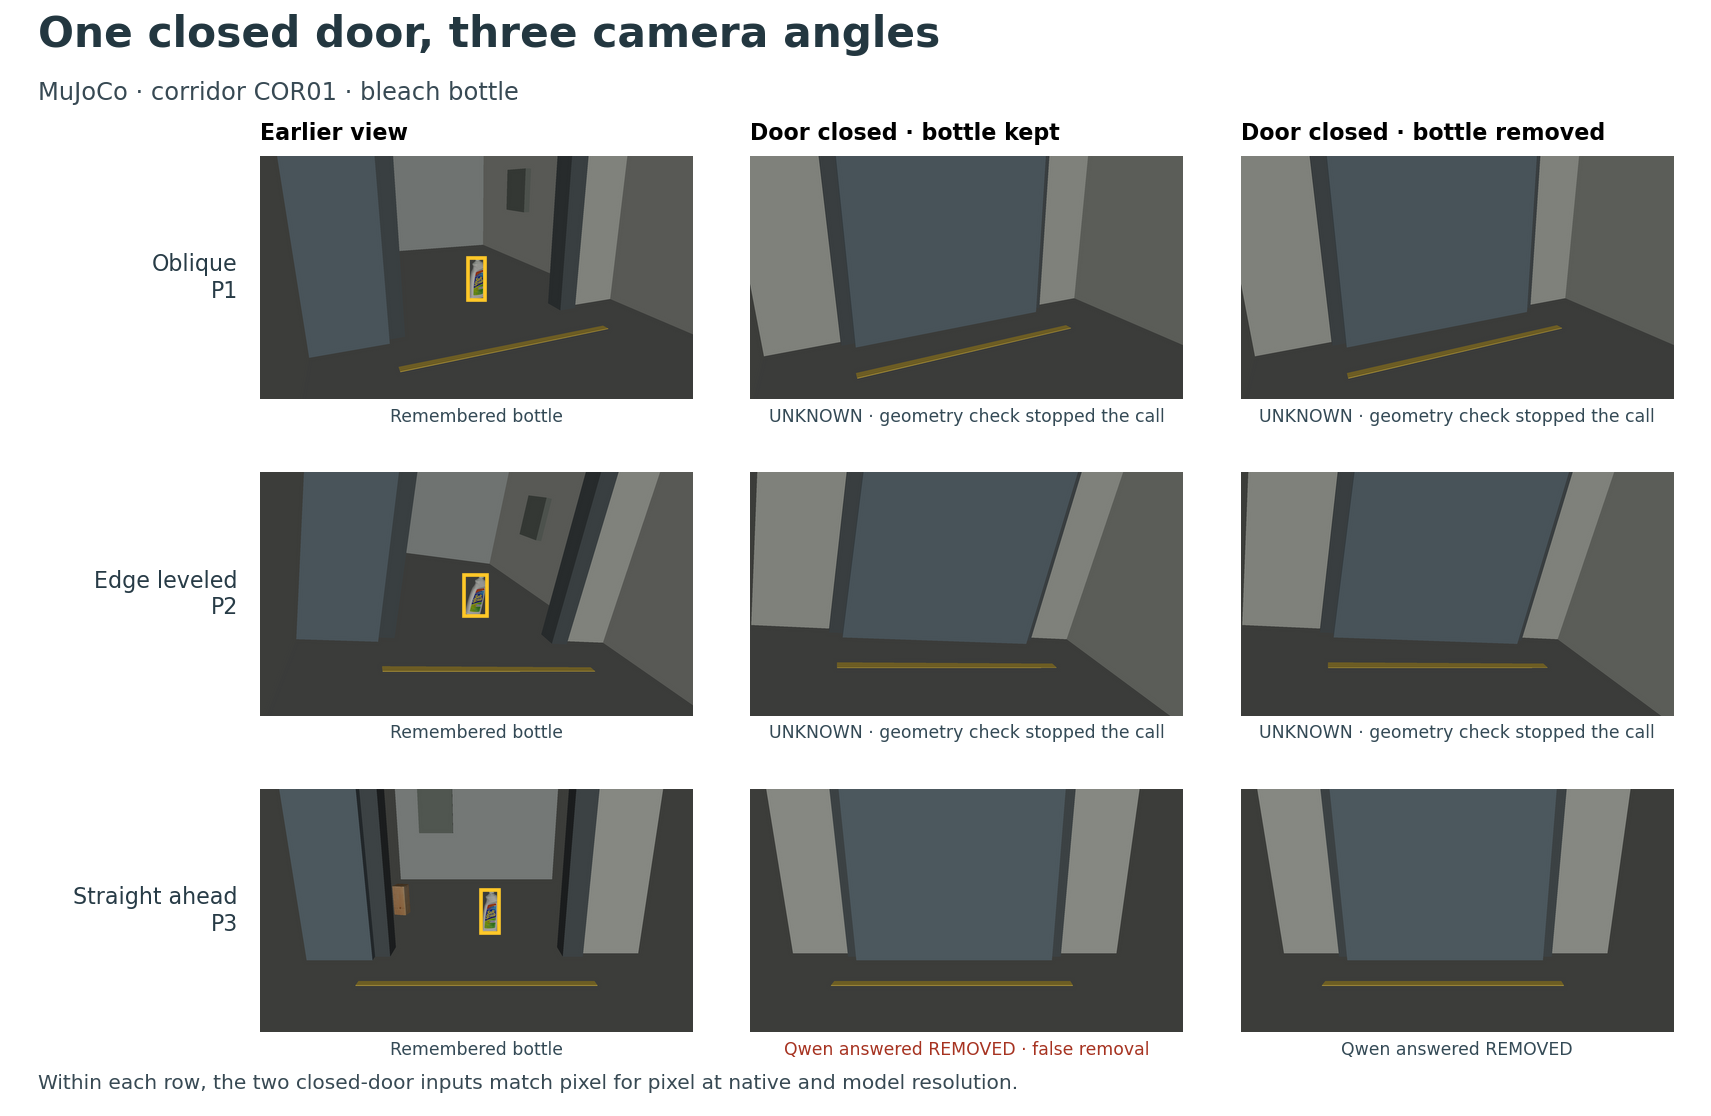 One closed door, three camera angles
MuJoCo · corridor COR01 · bleach bottle
Earlier view
Door closed · bottle kept
Door closed · bottle removed
Oblique
P1
Remembered bottle
UNKNOWN · geometry check stopped the call
UNKNOWN · geometry check stopped the call
Edge leveled
P2
Remembered bottle
UNKNOWN · geometry check stopped the call
UNKNOWN · geometry check stopped the call
Straight ahead
P3
Remembered bottle
Qwen answered REMOVED · false removal
Qwen answered REMOVED
Within each row, the two closed-door inputs match pixel for pixel at native and model resolution.